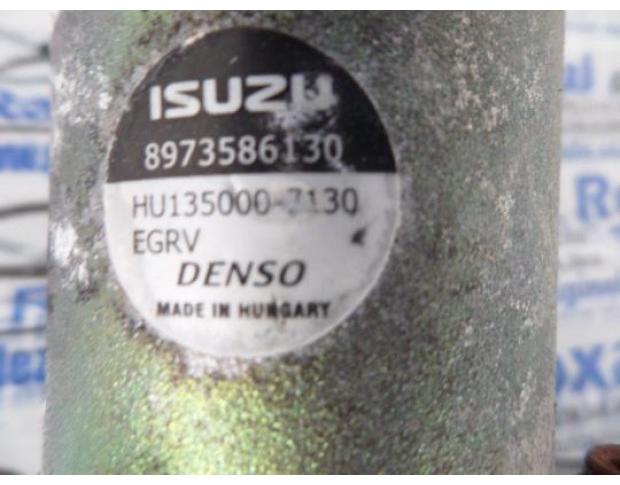 ISUZU
8973586130
HU135000-7130
EGRV
DENSO
MADE IN HUNGARY